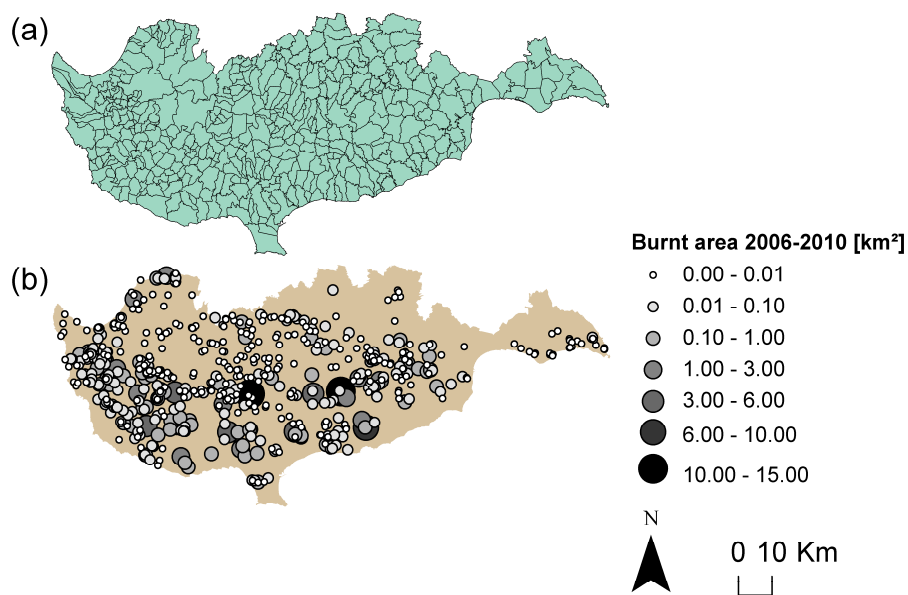 (a)
(b)
Burnt area 2006-2010 [km²]
0.00 - 0.01
0.01 - 0.10
0.10 - 1.00
1.00 - 3.00
3.00 - 6.00
6.00 - 10.00
10.00 - 15.00
N
0 10 Km